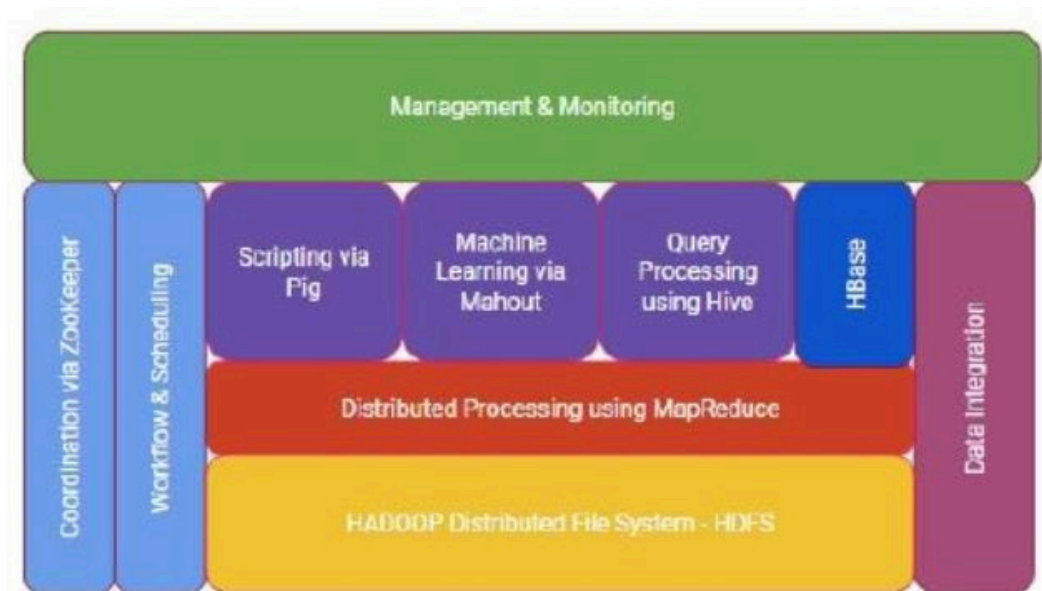 Management & Monitoring
Coordination via ZooKeeper
Workflow & Scheduling
Scripting via
Pig
Machine
Learning via
Mahout
Query
Processing
using Hive
HBase
Data Integration
Distributed Processing using MapReduce
HADOOP Distributed File System - HDFS